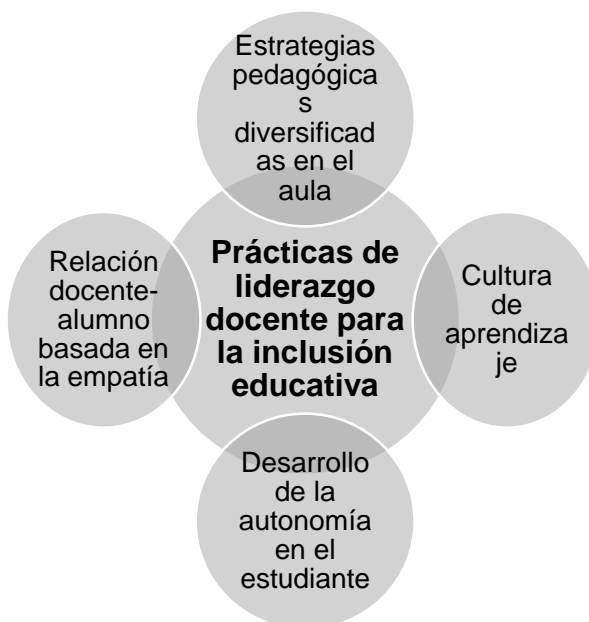 Estrategias
pedagógica
s
diversificad
as en el
aula
Relación
docente-
alumno
basada en
la empatía
Prácticas de
liderazgo
docente para
la inclusión
educativa
Cultura
de
aprendiza
je
Desarrollo
de la
autonomía
en el
estudiante